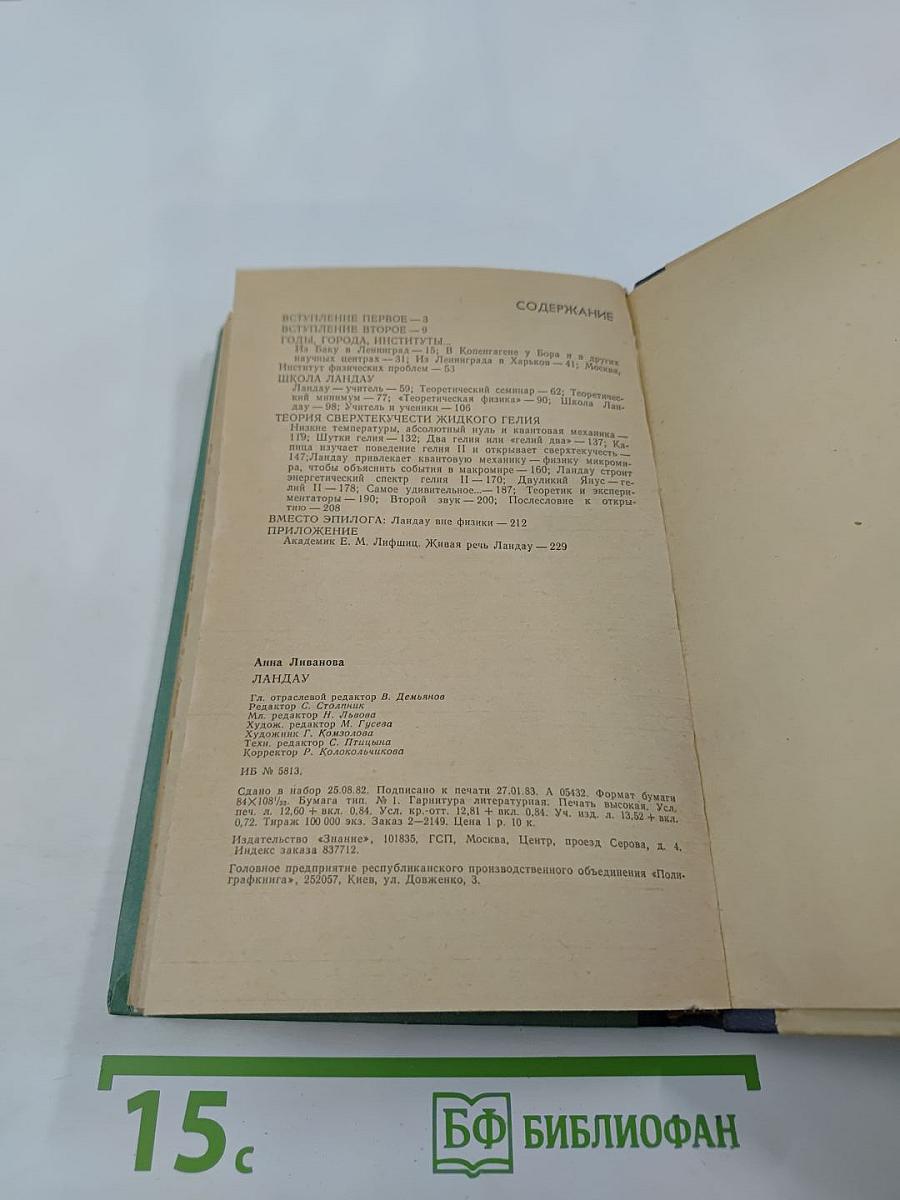 СОДЕРЖАНИЕ
ВСТУПЛЕНИЕ ПЕРВОЕ — 3
ВСТУПЛЕНИЕ ВТОРОЕ — 9
ГОДЫ, ГОРОДА, ИНСТИТУТЫ...
Из Баку в Ленинград — 15; В Копенгагене у Бора и в других
научных центрах — 31; Из Ленинграда в Харьков — 41; Москва,
Институт физических проблем — 53
ШКОЛА ЛАНДАУ
Ландау — учитель — 59; Теоретический семинар — 62; Теоретичес-
кий минимум — 77; «Теоретическая физика» — 90; Школа Лан-
дау — 98; Учитель и ученики — 106
ТЕОРИЯ СВЕРХТЕКУЧЕСТИ ЖИДКОГО ГЕЛИЯ
Низкие температуры, абсолютный нуль и квантовая механика —
119; Шутки гелия — 132; Два гелия или «гелий два» — 137; Ка-
пица изучает поведение гелия II и открывает сверхтекучесть —
147;Ландау привлекает квантовую механику — физику микроми-
ра, чтобы объяснить события в макромире — 160; Ландау строит
энергетический спектр гелия II — 170; Двуликий Янус — ге-
лий II — 178; Самое удивительное...— 187; Теоретик и экспери-
ментаторы — 190; Второй звук — 200; Послесловие к откры-
тию — 208
ВМЕСТО ЭПИЛОГА: Ландау вне физики — 212
ПРИЛОЖЕНИЕ
Академик Е. М. Лифшиц. Живая речь Ландау — 229
Анна Ливанова
ЛАНДАУ
Гл. отраслевой редактор В. Демьянов
Редактор С. Столпник
Мл. редактор Н. Львова
Худож. редактор М. Гусева
Художник Г. Комзолова
Техн. редактор С. Птицына
Корректор Р. Колокольчикова
ИБ № 5813.
Сдано в набор 25.08.82. Подписано к печати 27.01.83. А 05432. Формат бумаги
84×108¹/₃₂. Бумага тип. № 1. Гарнитура литературная. Печать высокая. Усл.
печ. л. 12,60 + вкл. 0,84. Усл. кр.-отт. 12,81 + вкл. 0,84. Уч. изд. л. 13,52 + вкл.
0,72. Тираж 100 000 экз. Заказ 2—2149. Цена 1 р. 10 к.
Издательство «Знание», 101835, ГСП, Москва, Центр, проезд Серова, д. 4.
Индекс заказа 837712.
Головное предприятие республиканского производственного объединения «Поли-
графкнига», 252057, Киев, ул. Довженко, 3.
15 с
БФ БИБЛИОФАН